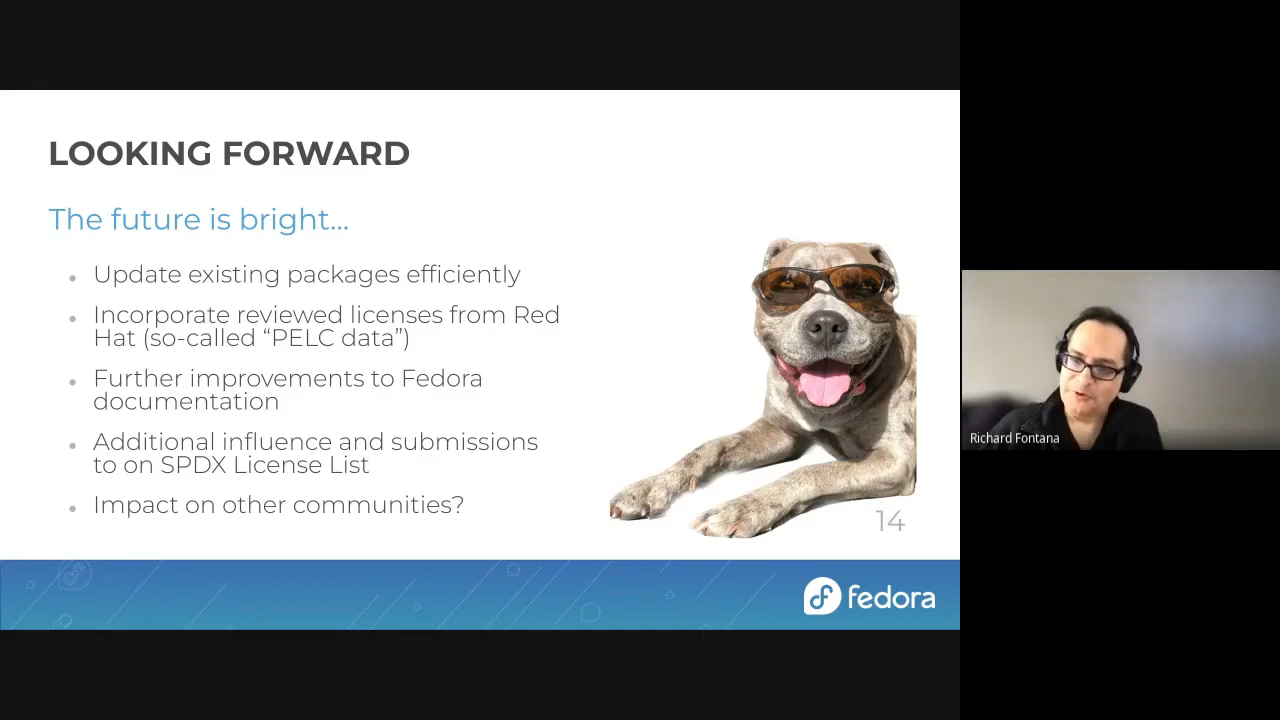 LOOKING FORWARD
The future is bright...
Update existing packages efficiently
Incorporate reviewed licenses from Red
Hat (so-called “PELC data”)
Further improvements to Fedora
documentation
Additional influence and submissions
to on SPDX License List
Impact on other communities?
14
fedora
Richard Fontana